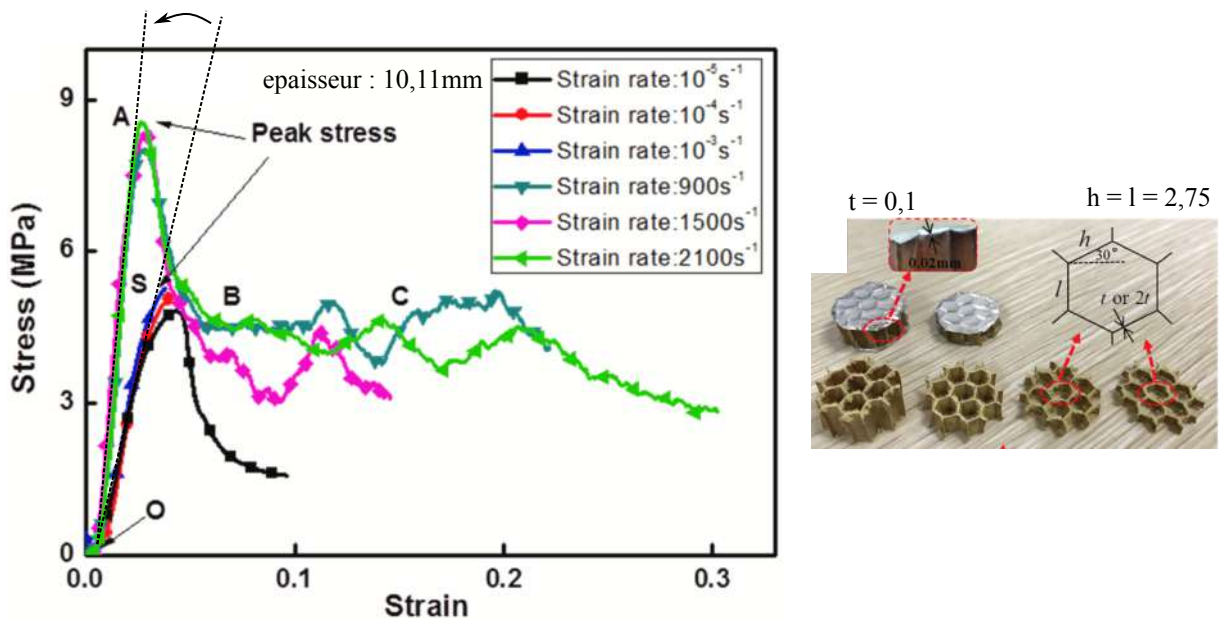 epaisseur : 10,11mm
Strain rate:10⁻⁵s⁻¹
Strain rate:10⁻⁴s⁻¹
Strain rate:10⁻³s⁻¹
Strain rate:900s⁻¹
Strain rate:1500s⁻¹
Strain rate:2100s⁻¹
9
6
3
0
Stress (MPa)
A
Peak stress
S
B
C
O
0.0
0.1
0.2
0.3
Strain
t = 0,1
h = l = 2,75
0.02mm
h
30°
l
t or 2t